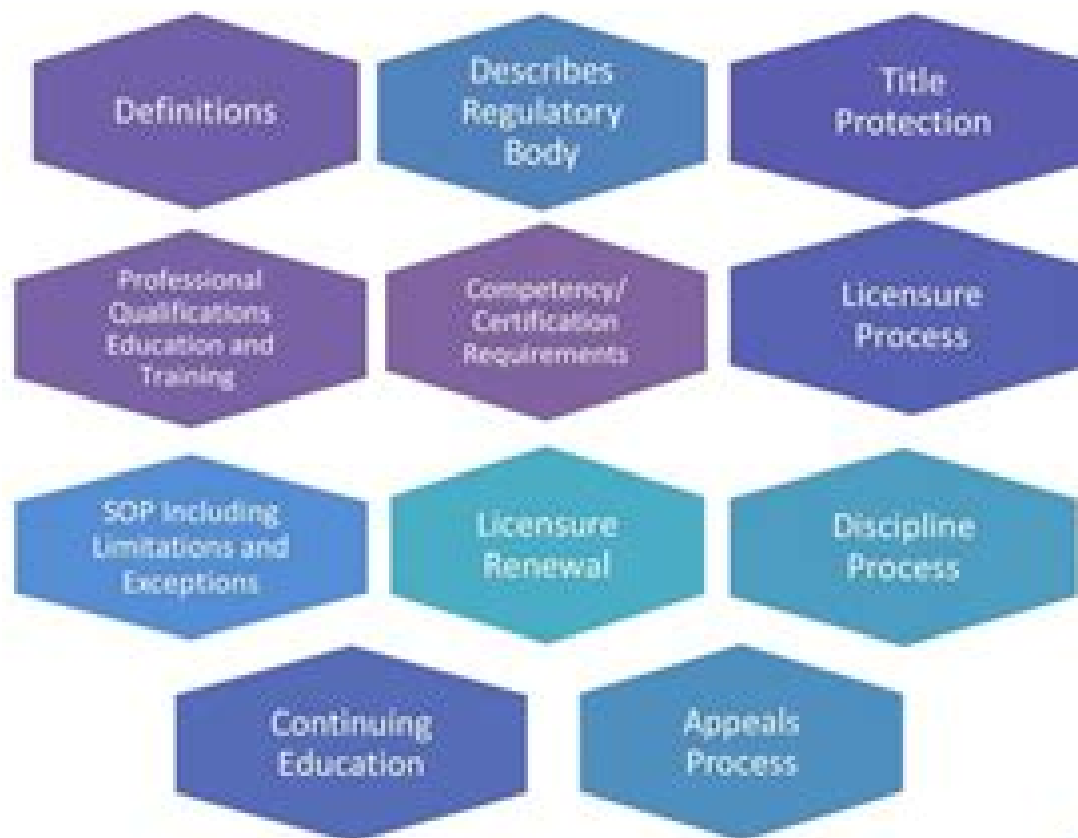 Definitions
Describes
Regulatory
Body
Title
Protection
Professional
Qualifications
Education and
Training
Competency/
Certification
Requirements
Licensure
Process
SOP Including
Limitations and
Exceptions
Licensure
Renewal
Discipline
Process
Continuing
Education
Appeals
Process